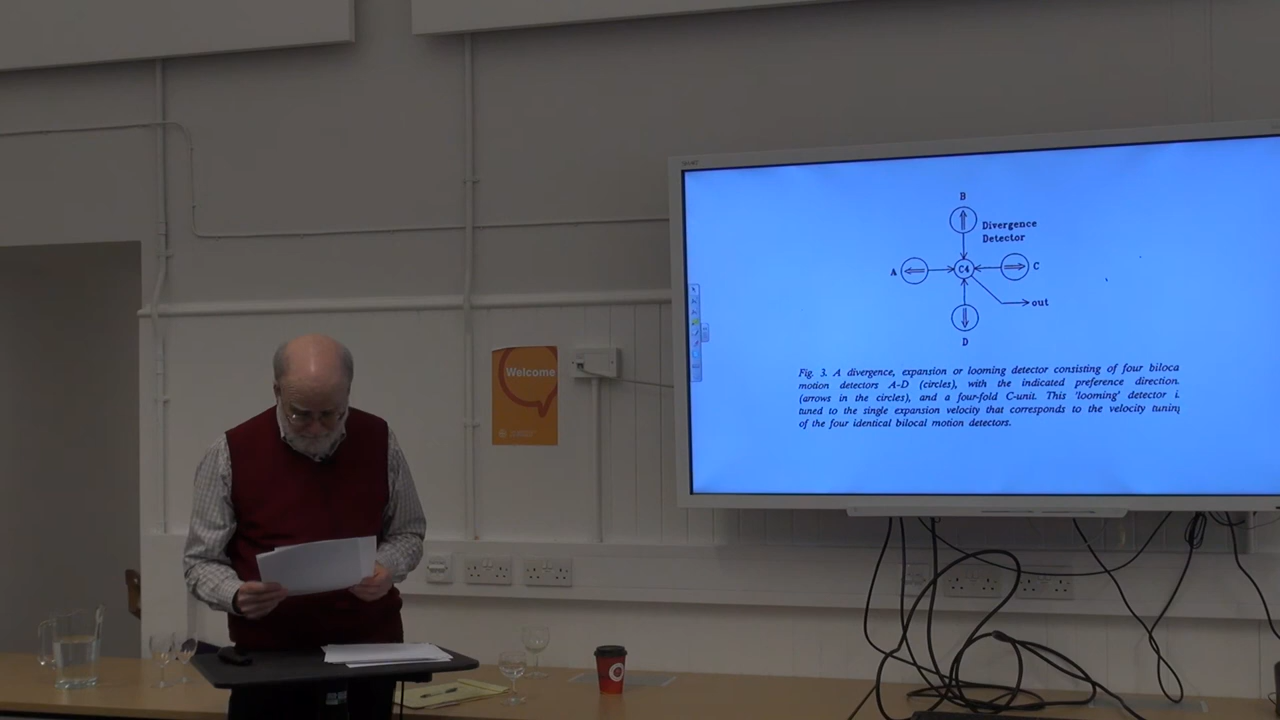 Welcome
B
Divergence
Detector
A
C4
C
out
D
Fig. 3. A divergence, expansion or looming detector consisting of four biloca
motion detectors A-D (circles), with the indicated preference direction.
(arrows in the circles), and a four-fold C-unit. This 'looming' detector i.
tuned to the single expansion velocity that corresponds to the velocity tuning
of the four identical bilocal motion detectors.